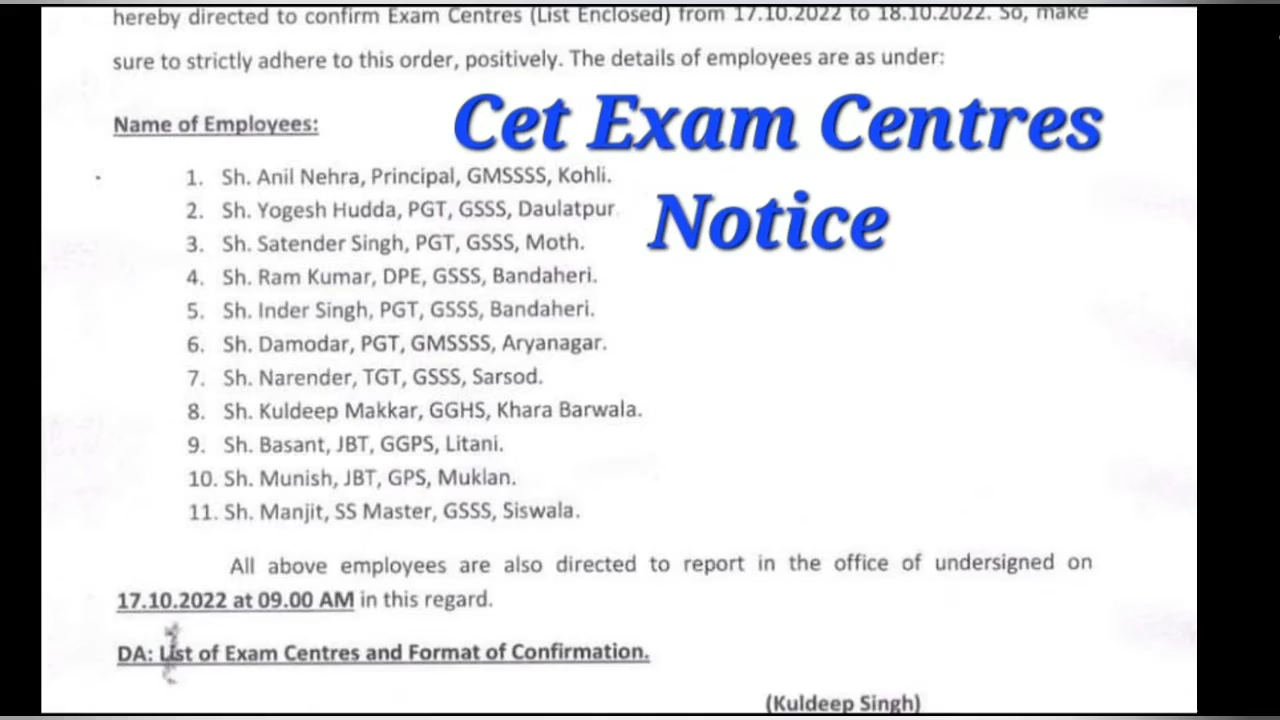 hereby directed to confirm Exam Centres (List Enclosed) from 17.10.2022 to 18.10.2022. So, make
sure to strictly adhere to this order, positively. The details of employees are as under:
Cet Exam Centres
Notice
Name of Employees:
1. Sh. Anil Nehra, Principal, GMSSSS, Kohli.
2. Sh. Yogesh Hudda, PGT, GSSS, Daulatpur.
3. Sh. Satender Singh, PGT, GSSS, Moth.
4. Sh. Ram Kumar, DPE, GSSS, Bandaheri.
5. Sh. Inder Singh, PGT, GSSS, Bandaheri.
6. Sh. Damodar, PGT, GMSSSS, Aryanagar.
7. Sh. Narender, TGT, GSSS, Sarsod.
8. Sh. Kuldeep Makkar, GGHS, Khara Barwala.
9. Sh. Basant, JBT, GGPS, Litani.
10. Sh. Munish, JBT, GPS, Muklan.
11. Sh. Manjit, SS Master, GSSS, Siswala.
All above employees are also directed to report in the office of undersigned on
17.10.2022 at 09.00 AM in this regard.
DA: List of Exam Centres and Format of Confirmation.
(Kuldeep Singh)